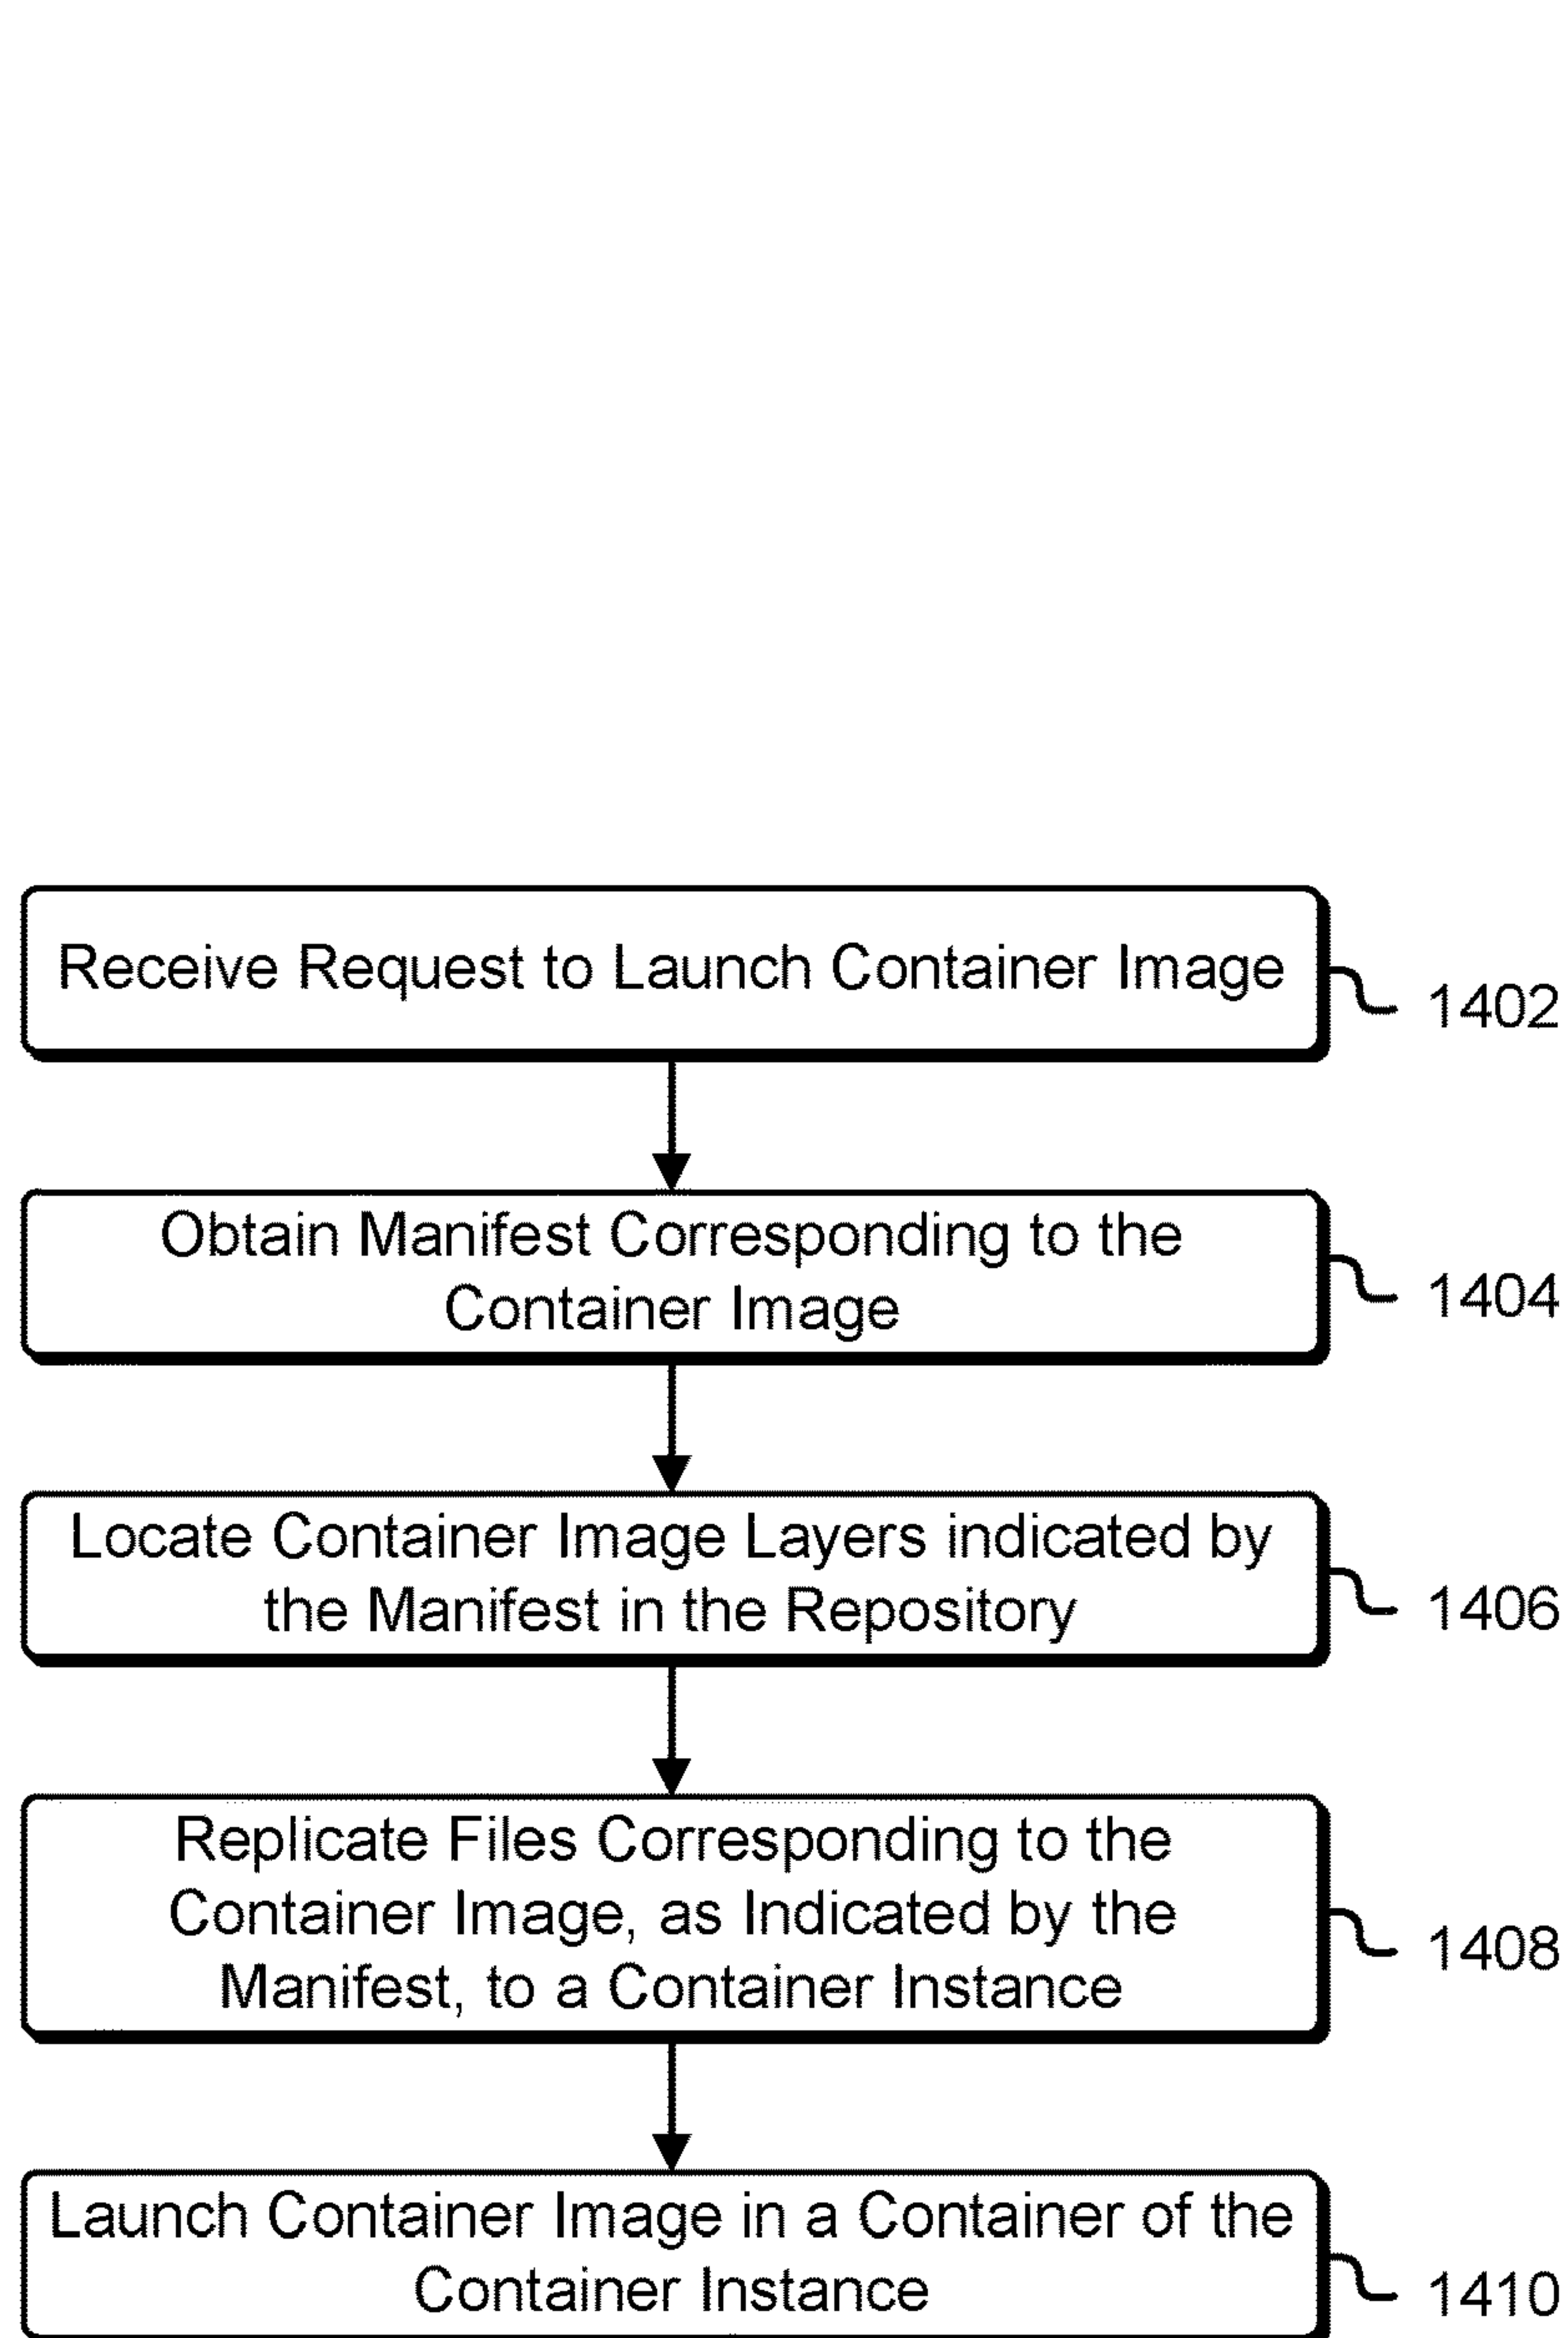 Receive Request to Launch Container Image
1402
Obtain Manifest Corresponding to the
Container Image
1404
Locate Container Image Layers indicated by
the Manifest in the Repository
1406
Replicate Files Corresponding to the
Container Image, as Indicated by the
Manifest, to a Container Instance
1408
Launch Container Image in a Container of the
Container Instance
1410